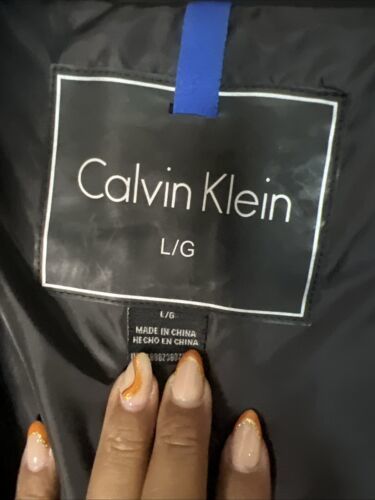 Calvin Klein
L/G
L/G
MADE IN CHINA
HECHO EN CHINA